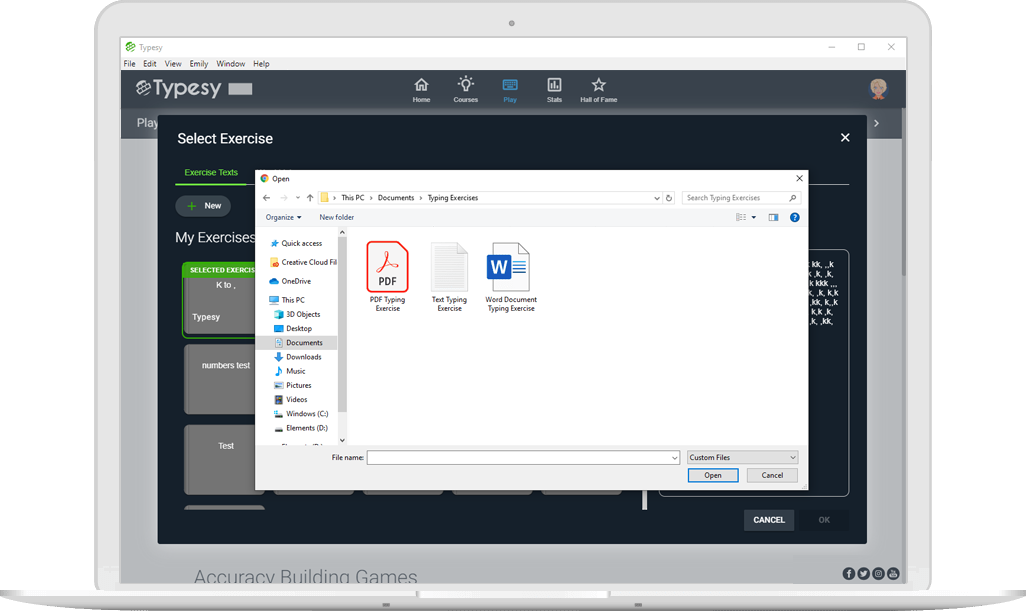 Typesy
File Edit View Emily Window Help
Typesy
Home Courses Play Stats Hall of Fame
Play
Select Exercise
Exercise Texts
New
My Exercises
SELECTED EXERCIS
K to ,
Typesy
numbers test
Test
Open
This PC > Documents > Typing Exercises
Search Typing Exercises
Organize New folder
Quick access
Creative Cloud Fil
OneDrive
This PC
3D Objects
Desktop
Documents
Downloads
Music
Pictures
Videos
Windows (C:)
Elements (D:)
PDF
PDF Typing
Exercise
Text Typing
Exercise
W
Word Document
Typing Exercise
File name:
Custom Files
Open Cancel
kk, ,,k
,k ,k, ,k,
k kkk ,,,
k, ,k, k,k
,kk, k,,k
k,k ,k,
,k, ,kk,
CANCEL OK
Accuracy Building Games